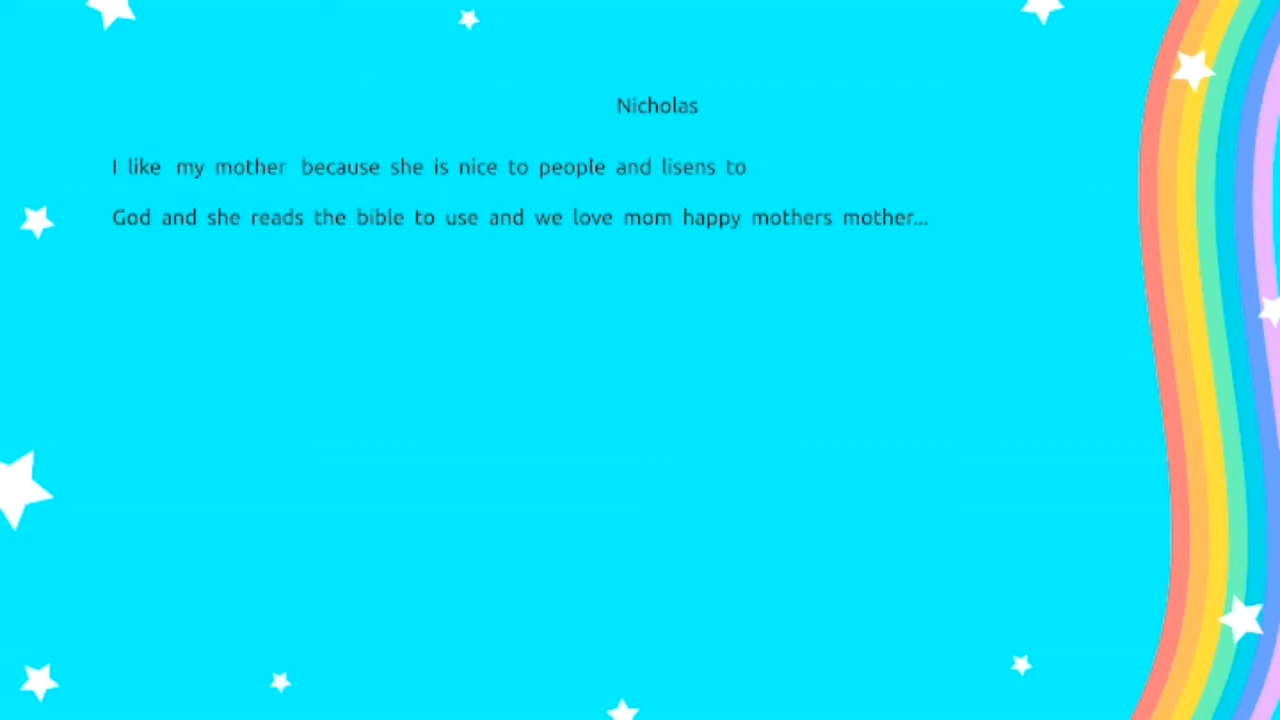 Nicholas
I like my mother because she is nice to people and lisens to
God and she reads the bible to use and we love mom happy mothers mother...